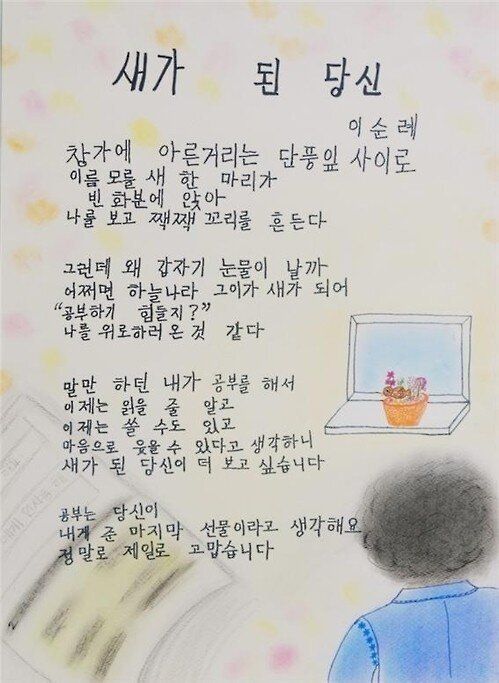 새가 된 당신
이순례
창가에 아른거리는 단풍잎 사이로
이름 모를 새 한 마리가
빈 화분에 앉아
나를 보고 짹짹 꼬리를 흔든다
그런데 왜 갑자기 눈물이 날까
어쩌면 하늘나라 그이가 새가 되어
"공부하기 힘들지?"
나를 위로하러 온 것 같다
말만 하던 내가 공부를 해서
이제는 읽을 줄 알고
이제는 쓸 수도 있고
마음으로 웃을 수 있다고 생각하니
새가 된 당신이 더 보고 싶습니다
공부는 당신이
내게 준 마지막 선물이라고 생각해요
정말로 제일로 고맙습니다